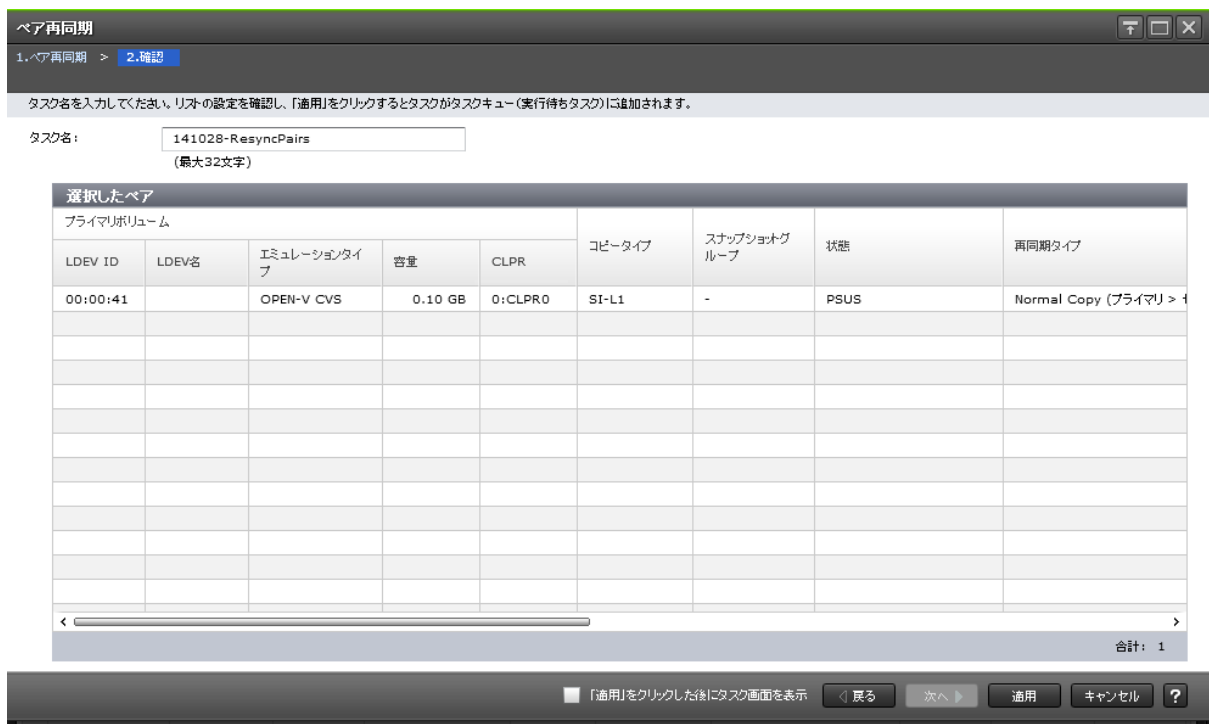 ペア再同期
1.ペア再同期 > 2.確認
タスク名を入力してください。リストの設定を確認し、「適用」をクリックするとタスクがタスクキュー(実行待ちタスク)に追加されます。
タスク名: 141028-ResyncPairs
(最大32文字)
選択したペア
プライマリボリューム
コピータイプ スナップショットグループ 状態 再同期タイプ
LDEV ID LDEV名 エミュレーションタイプ 容量 CLPR
00:00:41 OPEN-V CVS 0.10 GB 0:CLPR0 SI-L1 - PSUS Normal Copy (プライマリ >
合計: 1
「適用」をクリックした後にタスク画面を表示 戻る 次へ 適用 キャンセル ?